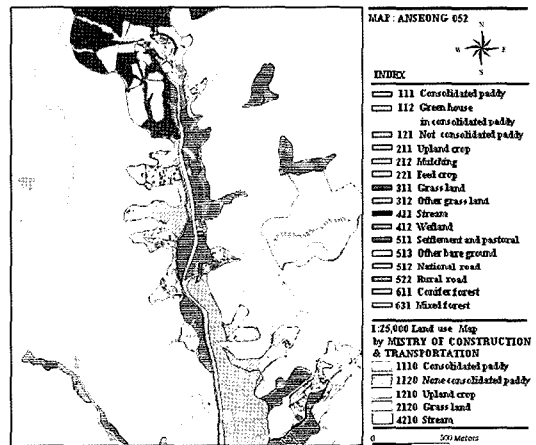 MAP: ANSEONG 052
N
W E
S
INDEX
111 Consolidated paddy
112 Green house
in consolidated paddy
121 Not consolidated paddy
211 Upland crop
212 Mulching
221 Feed crop
311 Grass land
312 Other grass land
411 Stream
412 Wetland
511 Settlement and pastoral
513 Other bare ground
512 National road
522 Rural road
611 Conifer forest
631 Mixed forest
1:25,000 Land use Map
by MISTRY OF CONSTRUCTION
& TRANSPORTATION
1110 Consolidated paddy
1120 None consolidated paddy
1210 Upland crop
2120 Grass land
4210 Stream
0 500 Meters